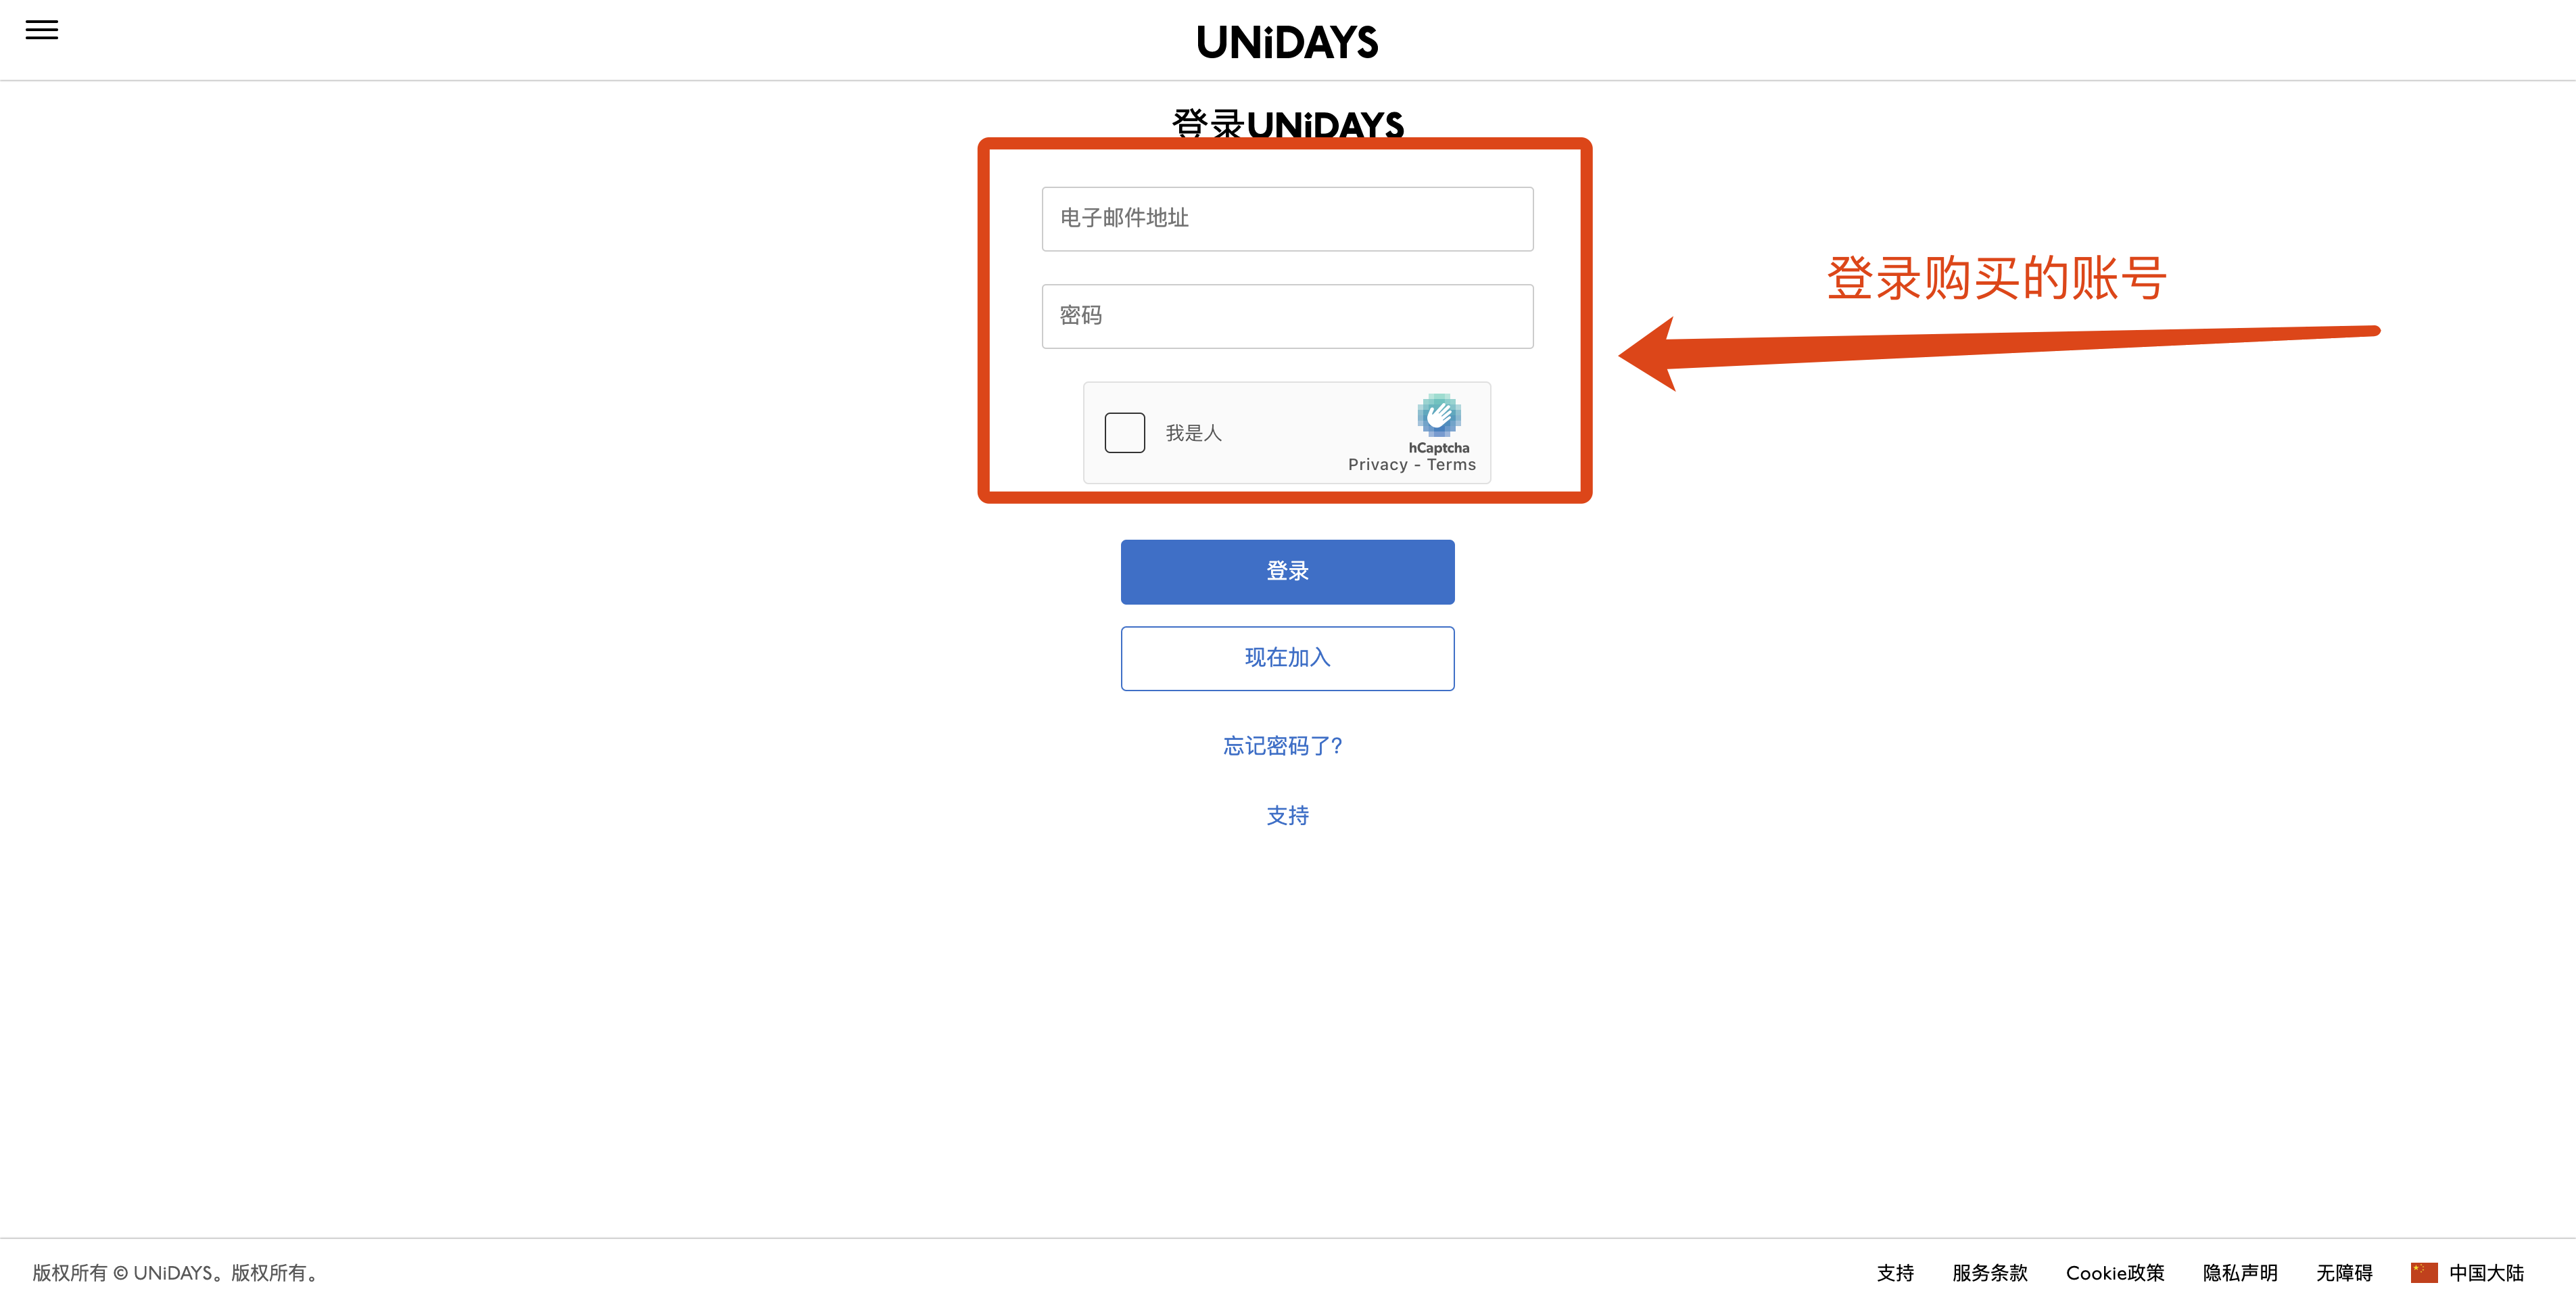 UNiDAYS
登录UNiDAYS
电子邮件地址
登录购买的账号
密码
我是人
hCaptcha
Privacy - Terms
登录
现在加入
忘记密码了?
支持
版权所有 © UNiDAYS。版权所有。
支持 服务条款 Cookie政策 隐私声明 无障碍 中国大陆